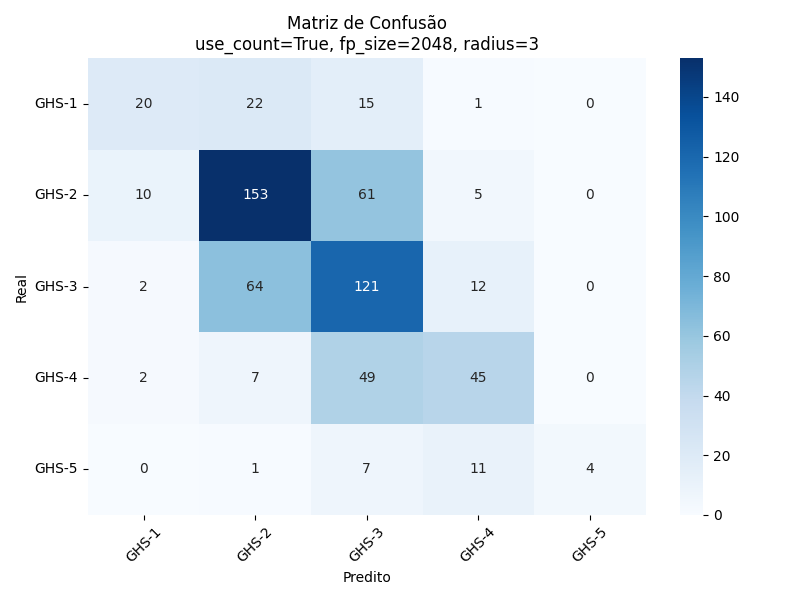 Matriz de Confusão
use_count=True, fp_size=2048, radius=3
Real
GHS-1 20 22 15 1 0
GHS-2 10 153 61 5 0
GHS-3 2 64 121 12 0
GHS-4 2 7 49 45 0
GHS-5 0 1 7 11 4
GHS-1 GHS-2 GHS-3 GHS-4 GHS-5
Predito
140
120
100
80
60
40
20
0